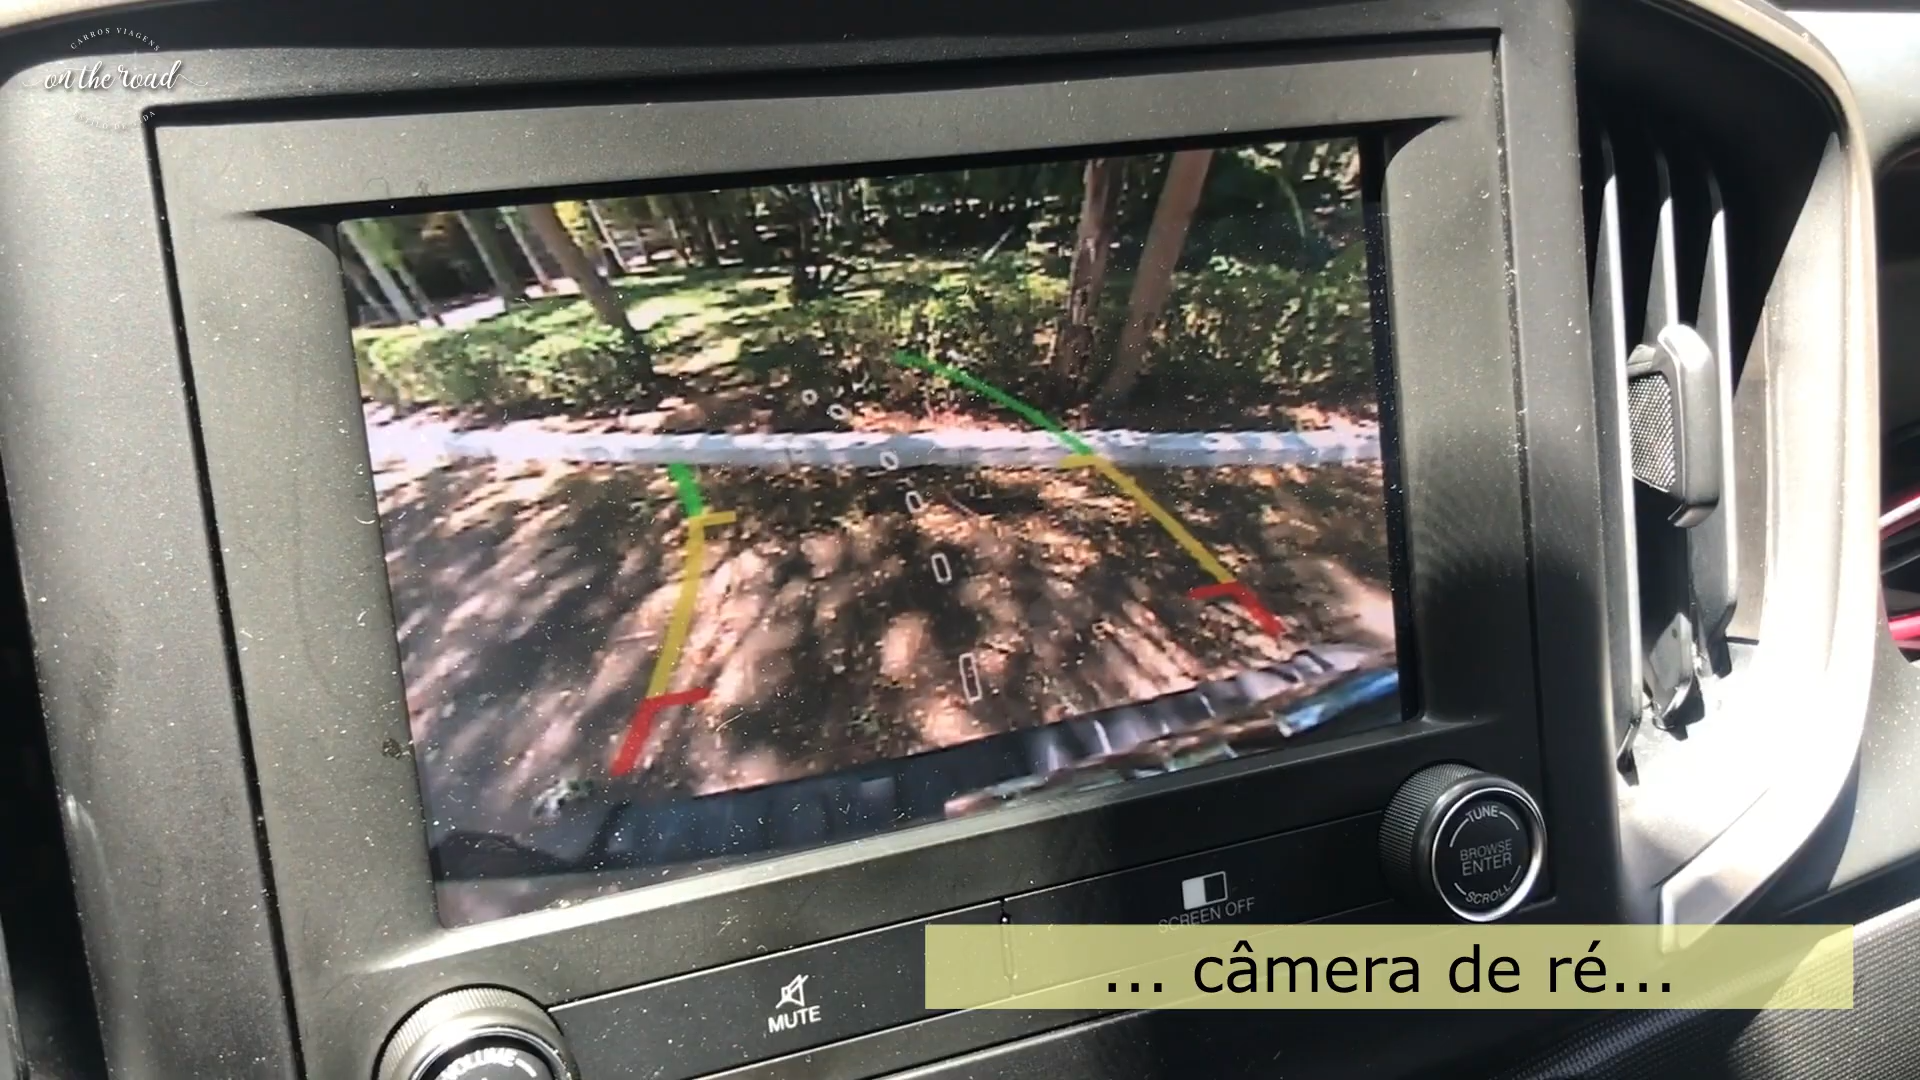 CARROS VIAGENS
on the road
TUNE
BROWSE
ENTER
SCROLL
SCREEN OFF
... câmera de ré...
MUTE
VOLUME